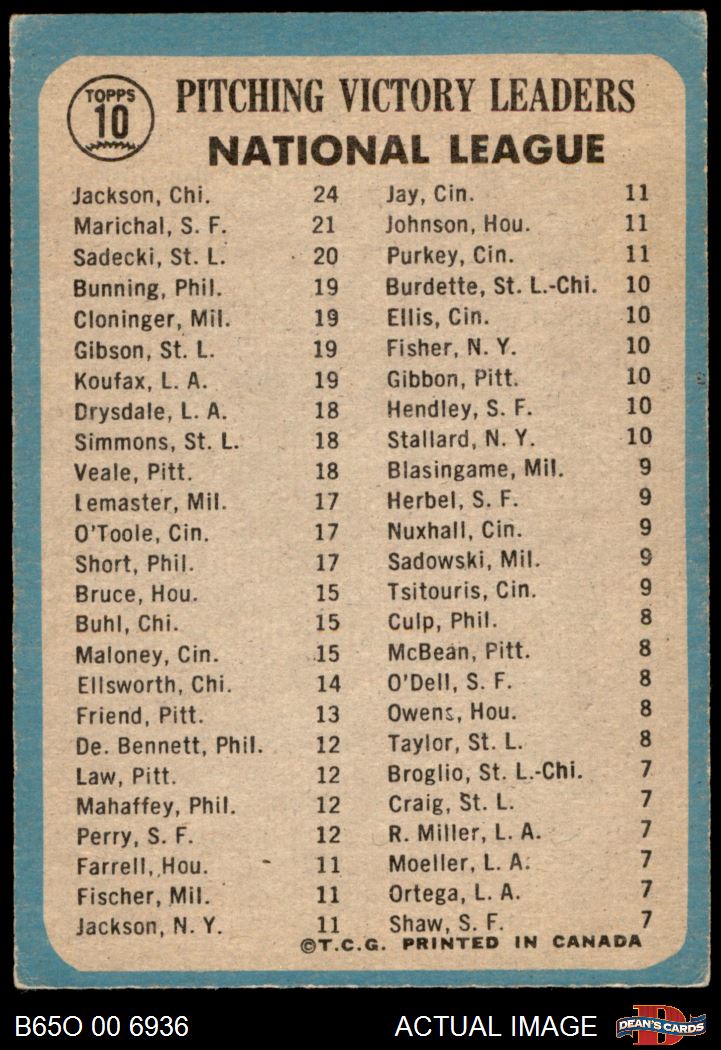 TOPPS
10
PITCHING VICTORY LEADERS
NATIONAL LEAGUE
Jackson, Chi. 24
Marichal, S. F. 21
Sadecki, St. L. 20
Bunning, Phil. 19
Cloninger, Mil. 19
Gibson, St. L. 19
Koufax, L. A. 19
Drysdale, L. A. 18
Simmons, St. L. 18
Veale, Pitt. 18
Lemaster, Mil. 17
O'Toole, Cin. 17
Short, Phil. 17
Bruce, Hou. 15
Buhl, Chi. 15
Maloney, Cin. 15
Ellsworth, Chi. 14
Friend, Pitt. 13
De. Bennett, Phil. 12
Law, Pitt. 12
Mahaffey, Phil. 12
Perry, S. F. 12
Farrell, Hou. 11
Fischer, Mil. 11
Jackson, N. Y. 11
Jay, Cin. 11
Johnson, Hou. 11
Purkey, Cin. 11
Burdette, St. L.-Chi. 10
Ellis, Cin. 10
Fisher, N. Y. 10
Gibbon, Pitt. 10
Hendley, S. F. 10
Stallard, N. Y. 10
Blasingame, Mil. 9
Herbel, S. F. 9
Nuxhall, Cin. 9
Sadowski, Mil. 9
Tsitouris, Cin. 9
Culp, Phil. 8
McBean, Pitt. 8
O'Dell, S. F. 8
Owens, Hou. 8
Taylor, St. L. 8
Broglio, St. L.-Chi. 7
Craig, St. L. 7
R. Miller, L. A. 7
Moeller, L. A. 7
Ortega, L. A. 7
Shaw, S. F. 7
©T.C.G. PRINTED IN CANADA
B65O 00 6936
ACTUAL IMAGE
D
DEAN'S CARDS